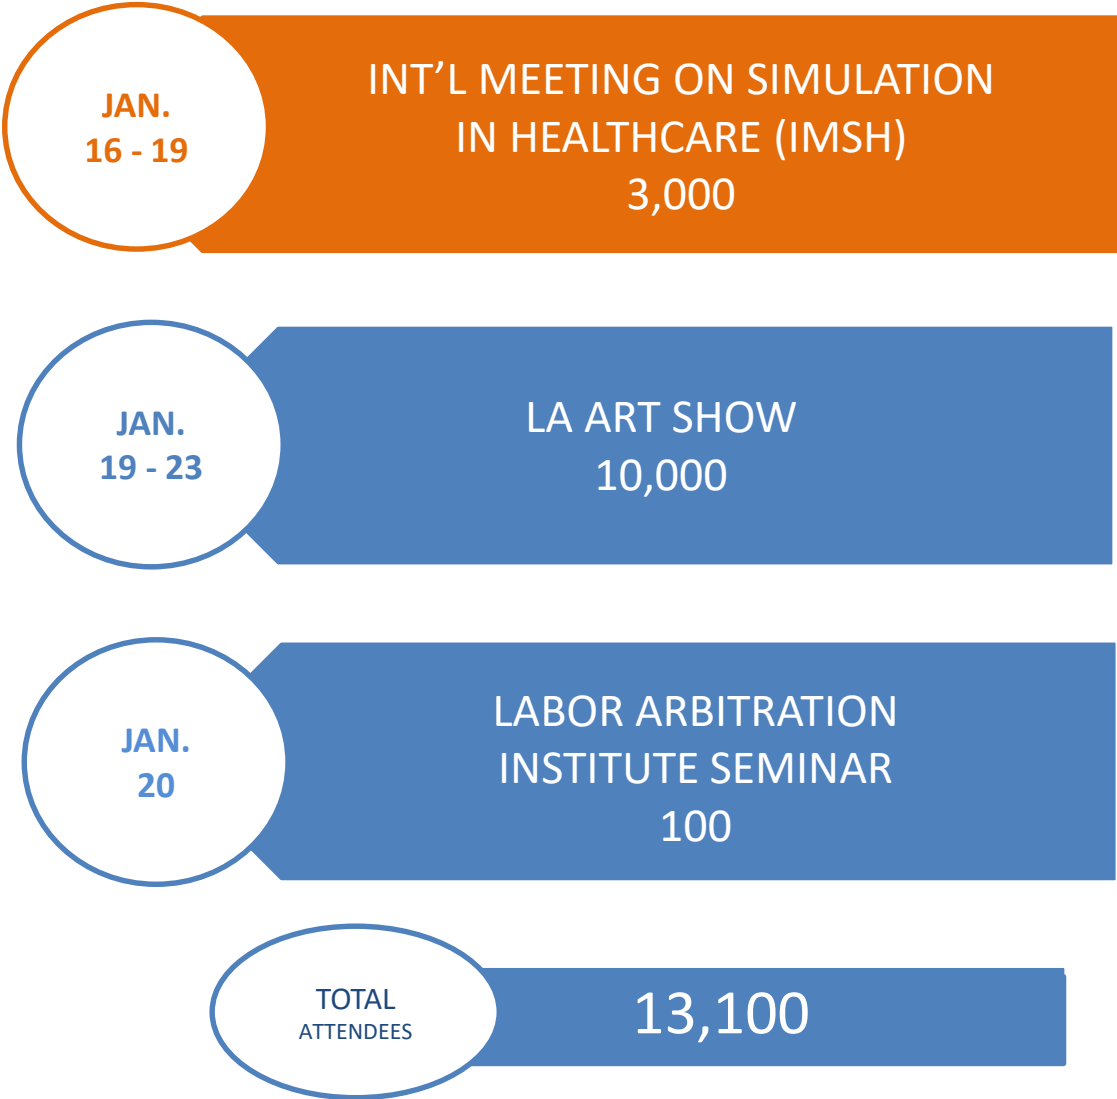 JAN.
16 - 19
INT’L MEETING ON SIMULATION
IN HEALTHCARE (IMSH)
3,000
JAN.
19 - 23
LA ART SHOW
10,000
JAN.
20
LABOR ARBITRATION
INSTITUTE SEMINAR
100
TOTAL
ATTENDEES
13,100